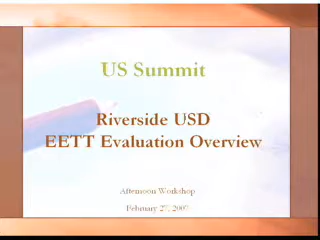 US Summit
Riverside USD
EETT Evaluation Overview
Afternoon Workshop
February